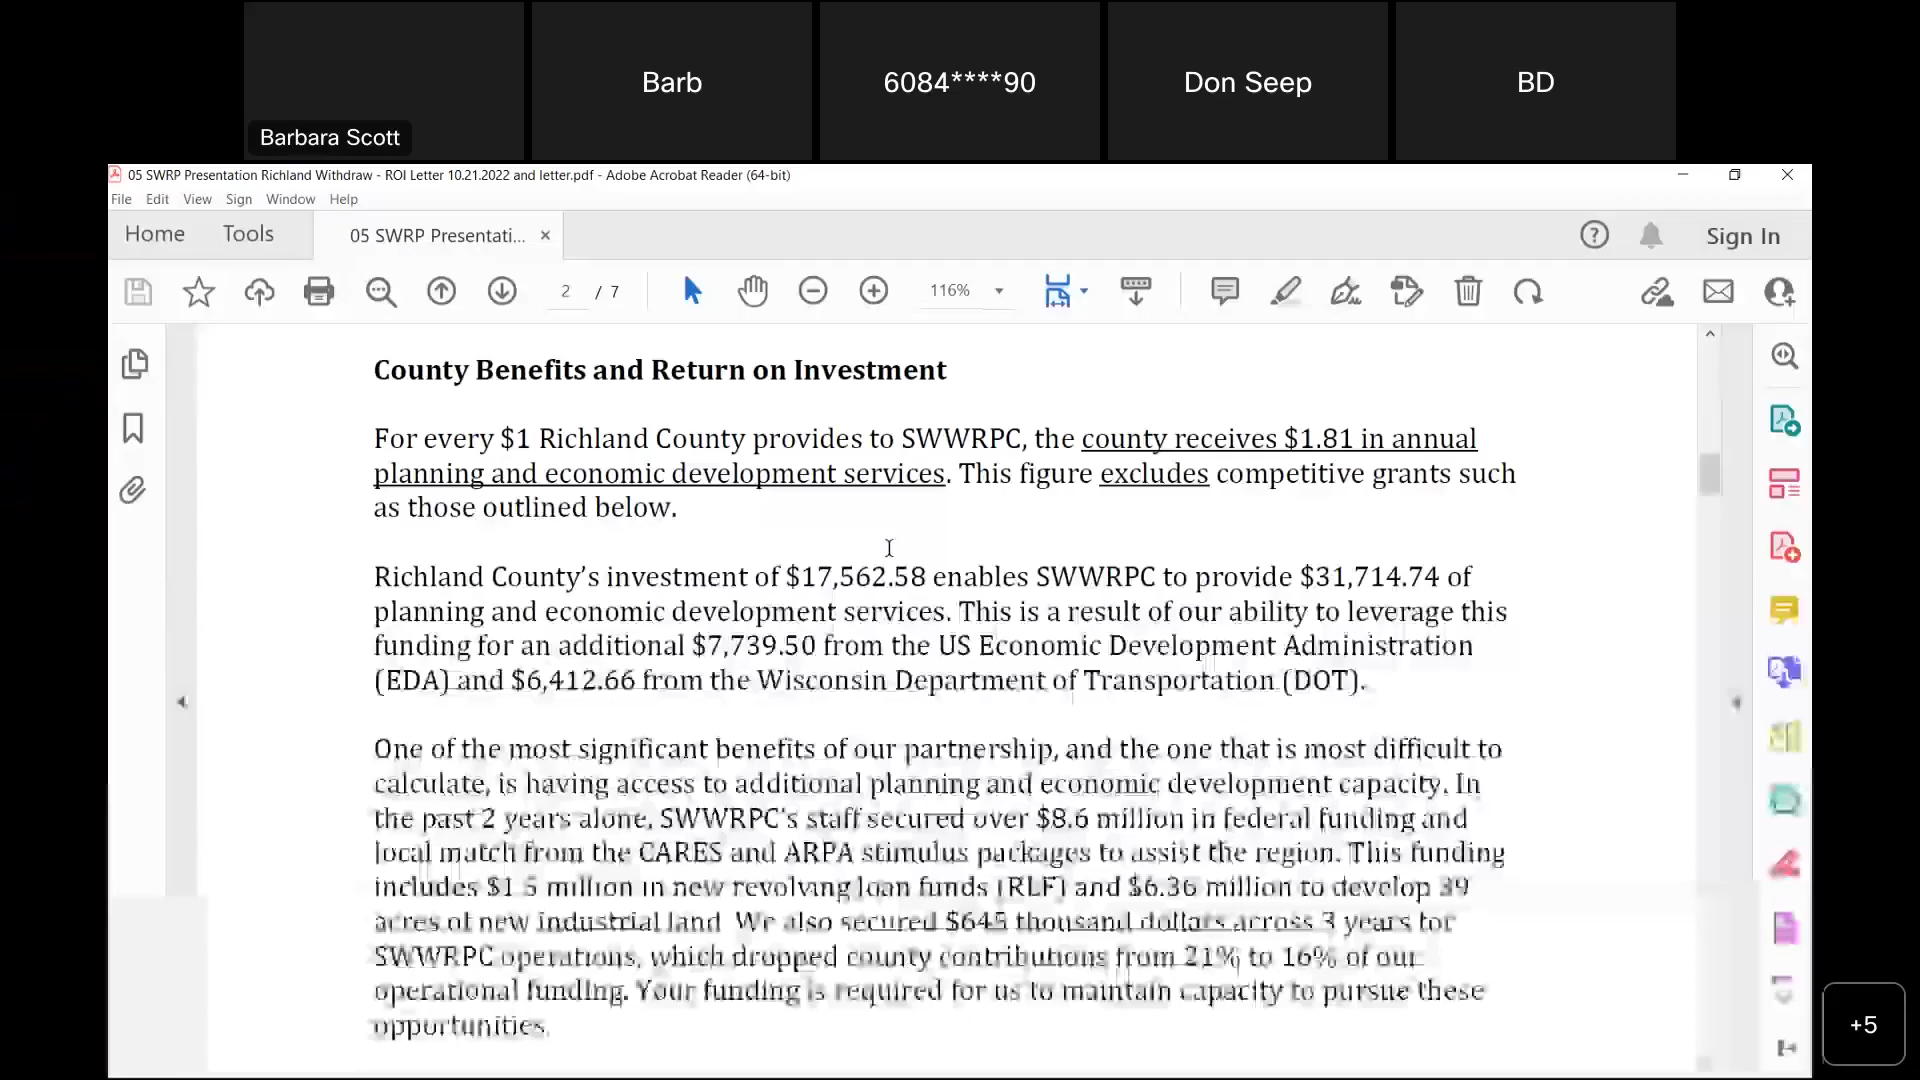 Barb
6084****90
Don Seep
BD
Barbara Scott
05 SWRP Presentation Richland Withdraw - ROI Letter 10.21.2022 and letter.pdf - Adobe Acrobat Reader (64-bit)
File Edit View Sign Window Help
Home Tools 05 SWRP Presentati... × Sign In
2 / 7 116%
County Benefits and Return on Investment
For every $1 Richland County provides to SWWRPC, the county receives $1.81 in annual
planning and economic development services. This figure excludes competitive grants such
as those outlined below.
Richland County’s investment of $17,562.58 enables SWWRPC to provide $31,714.74 of
planning and economic development services. This is a result of our ability to leverage this
funding for an additional $7,739.50 from the US Economic Development Administration
(EDA) and $6,412.66 from the Wisconsin Department of Transportation (DOT).
One of the most significant benefits of our partnership, and the one that is most difficult to
calculate, is having access to additional planning and economic development capacity. In
the past 2 years alone, SWWRPC's staff secured over $8.6 million in federal funding and
local match from the CARES and ARPA stimulus packages to assist the region. This funding
includes $1.5 million in new revolving loan funds (RLF) and $6.36 million to develop 39
acres of new industrial land. We also secured $645 thousand dollars across 3 years for
SWWRPC operations, which dropped county contributions from 21% to 16% of our
operational funding. Your funding is required for us to maintain capacity to pursue these
opportunities.
+5